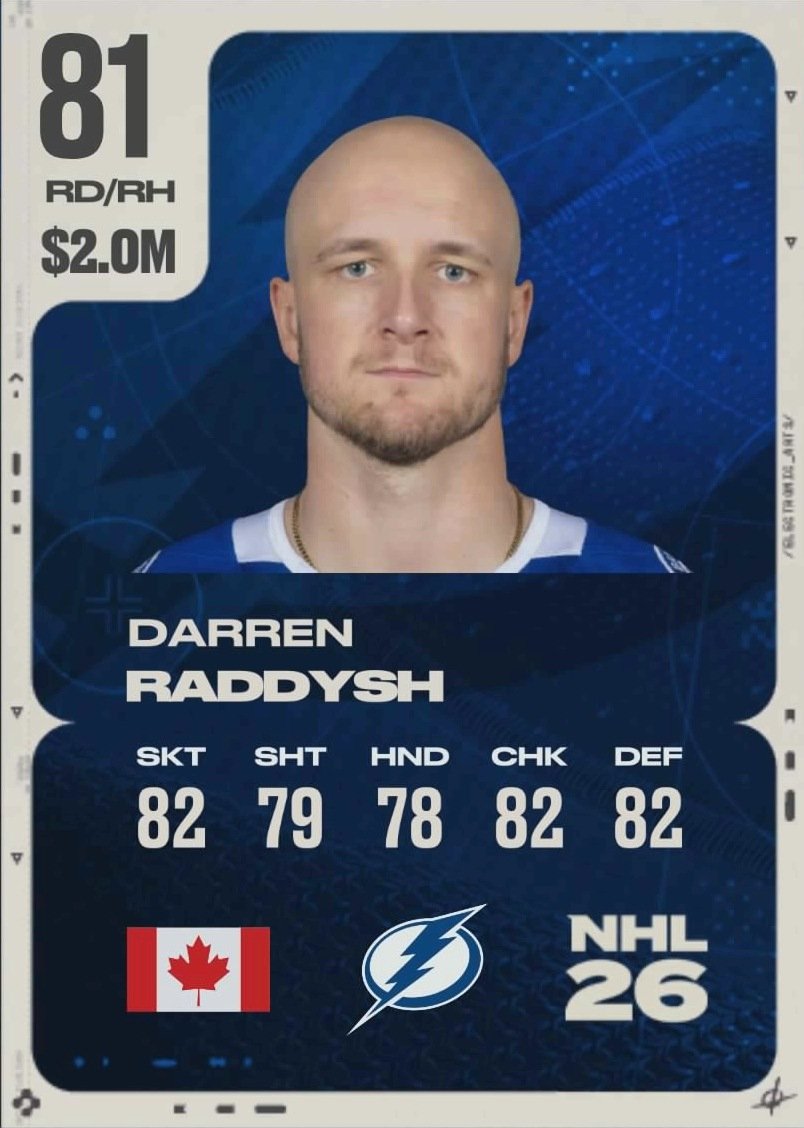 81
RD/RH
$2.0M
/ELECTRONIC_ARTS/
DARREN
RADDYSH
SKT SHT HND CHK DEF
82 79 78 82 82
NHL
26